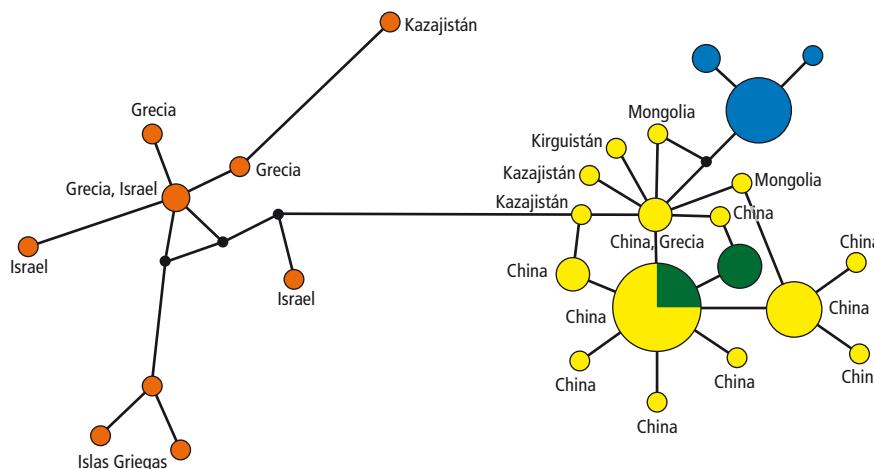 Kazajistán
Grecia
Mongolia
Kirguistán
Grecia
Kazajistán
Mongolia
Grecia, Israel
Kazajistán
China
China, Grecia
China
Israel
China
Israel
China
China
China
China
China
China
Islas Griegas